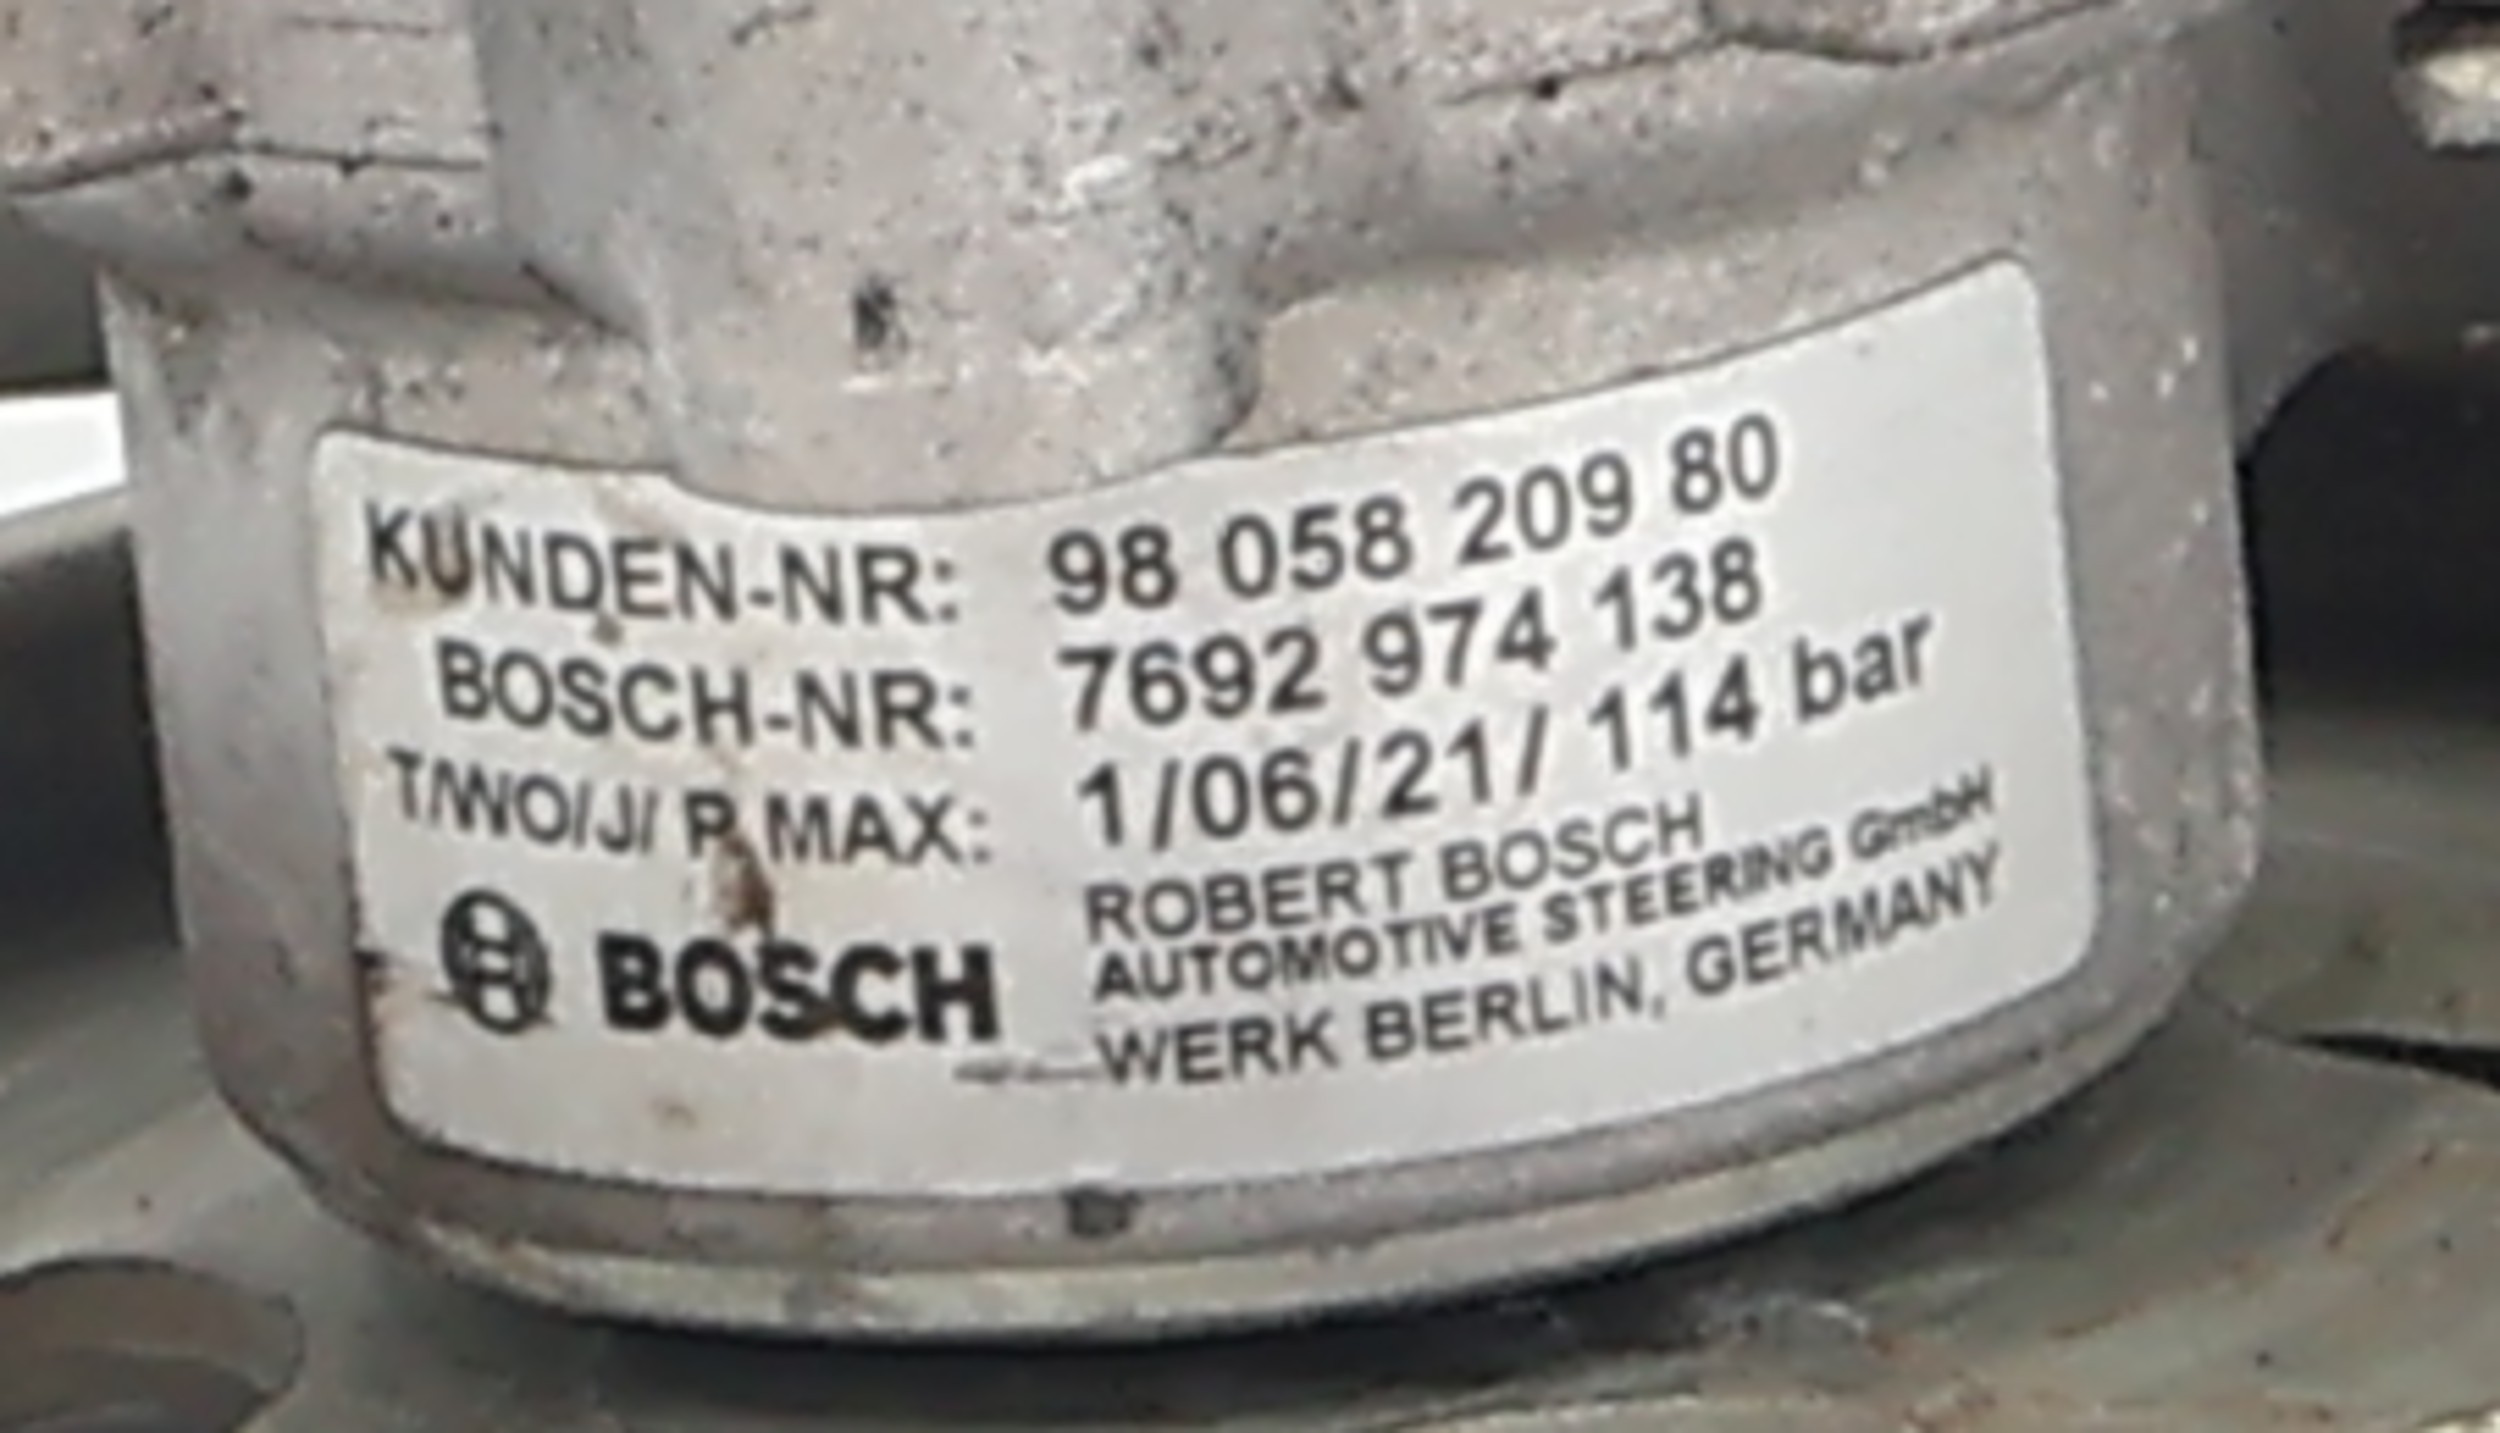 KUNDEN-NR: 98 058 209 80
BOSCH-NR: 7692 974 138
T/WO/J/ P MAX: 1/06/21/ 114 bar
BOSCH
ROBERT BOSCH
AUTOMOTIVE STEERING GmbH
WERK BERLIN, GERMANY